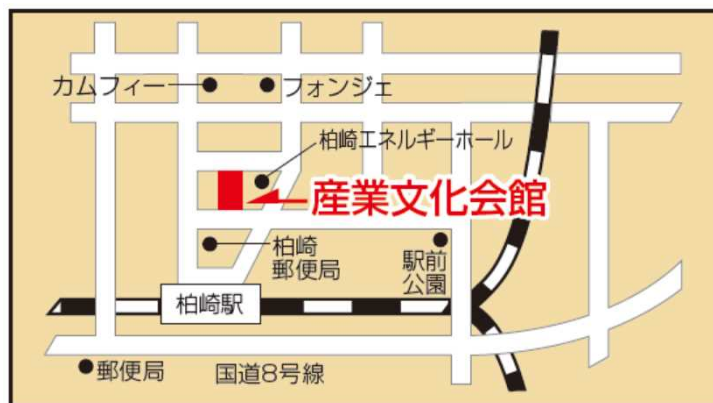 カムフィー
フォンジェ
柏崎エネルギーホール
産業文化会館
柏崎
郵便局
駅前
公園
柏崎駅
郵便局
国道8号線